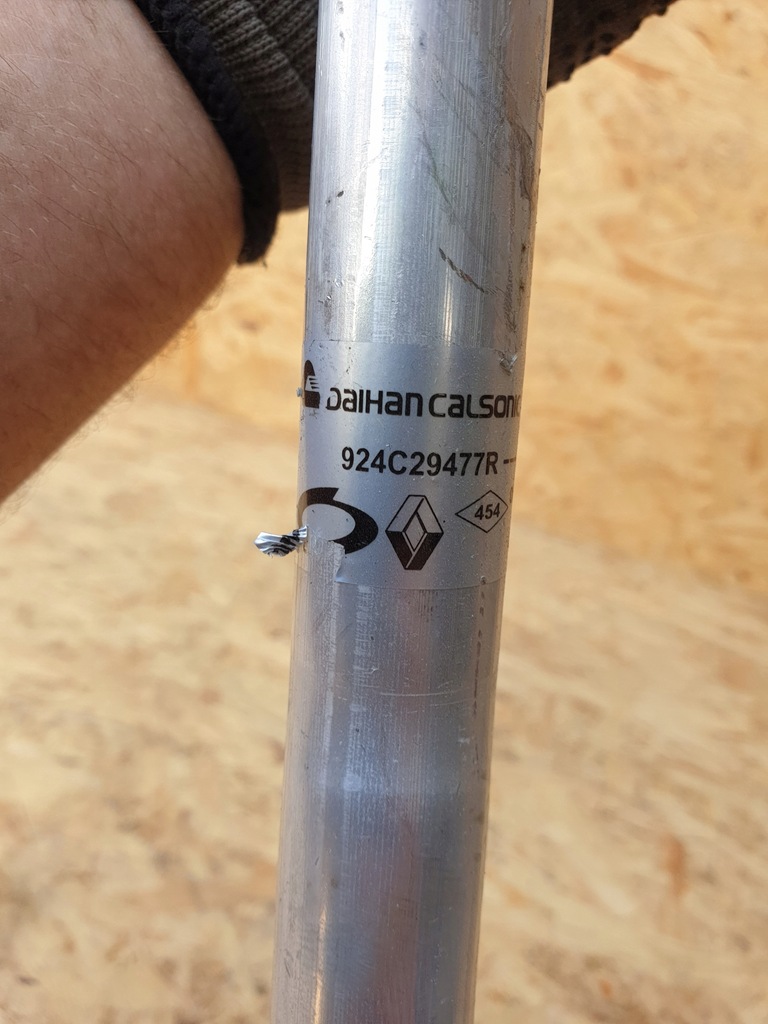 DAIHAN CALSONI
924C29477R --
454